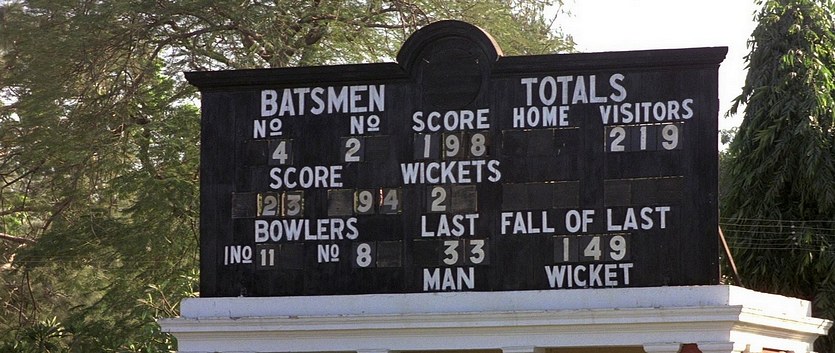 BATSMEN TOTALS
Nº Nº SCORE HOME VISITORS
4 2 198 219
SCORE WICKETS
23 94 2
BOWLERS LAST FALL OF LAST
INº 11 Nº 8 33 149
MAN WICKET